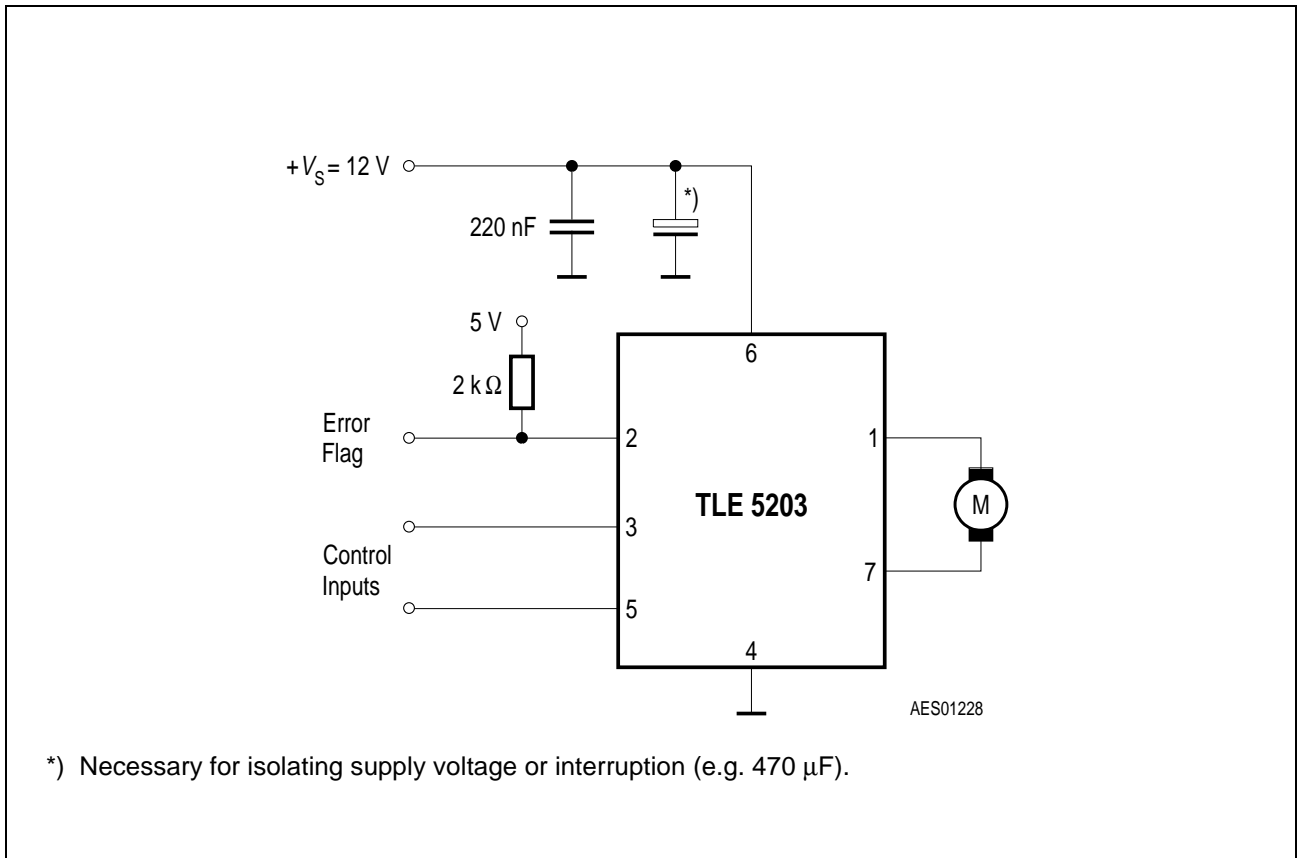 +VS = 12 V
*)
220 nF
5 V
6
2 k Ω
Error
Flag
2
1
TLE 5203
M
3
Control
Inputs
7
5
4
AES01228
*) Necessary for isolating supply voltage or interruption (e.g. 470 µF).